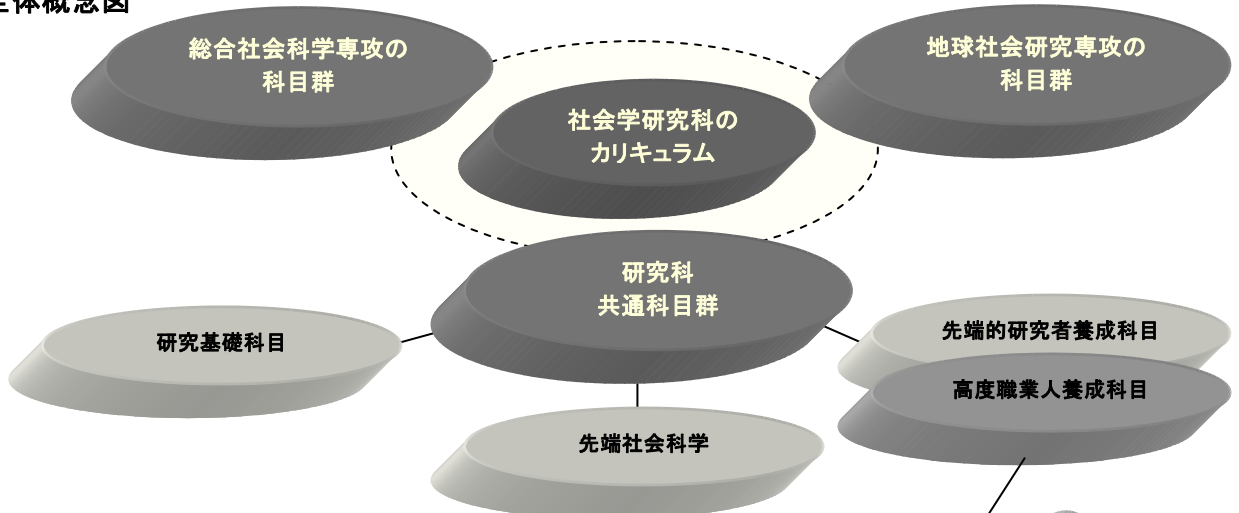 体概念図
総合社会科学専攻の
科目群
地球社会研究専攻の
科目群
社会学研究科の
カリキュラム
研究科
共通科目群
研究基礎科目
先端的研究者養成科目
高度職業人養成科目
先端社会科学